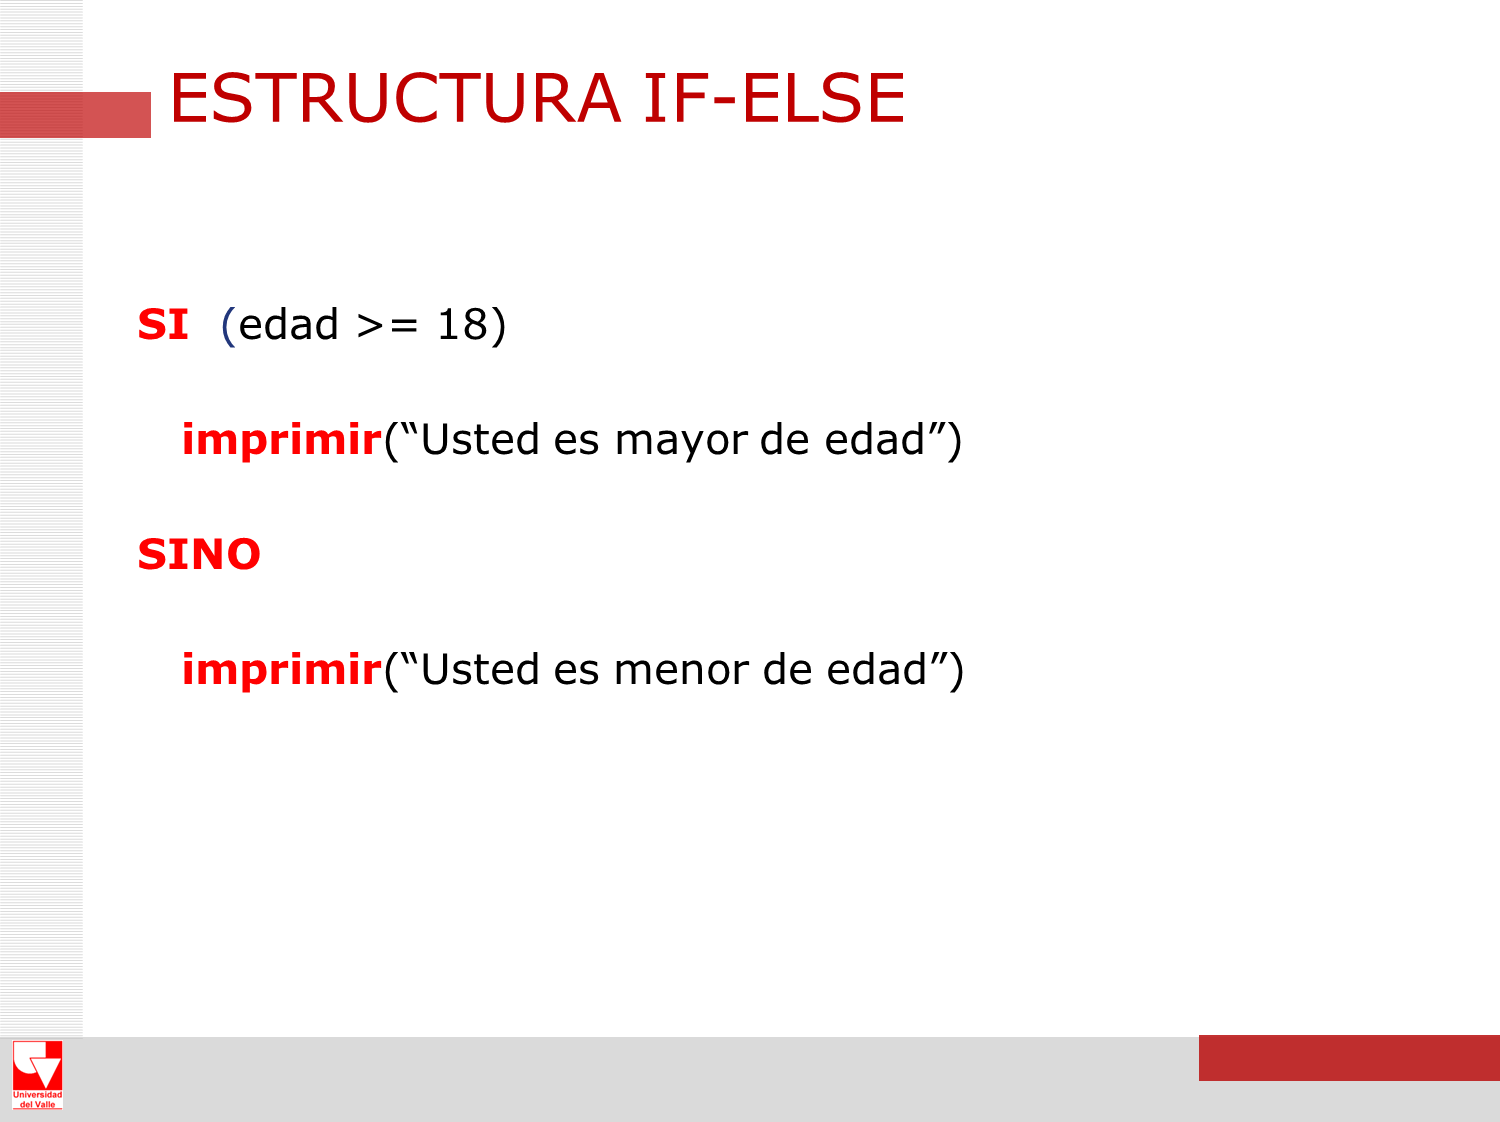 ESTRUCTURA IF-ELSE
SI (edad >= 18)
imprimir(“Usted es mayor de edad”)
SINO
imprimir(“Usted es menor de edad”)
Universidad
del Valle